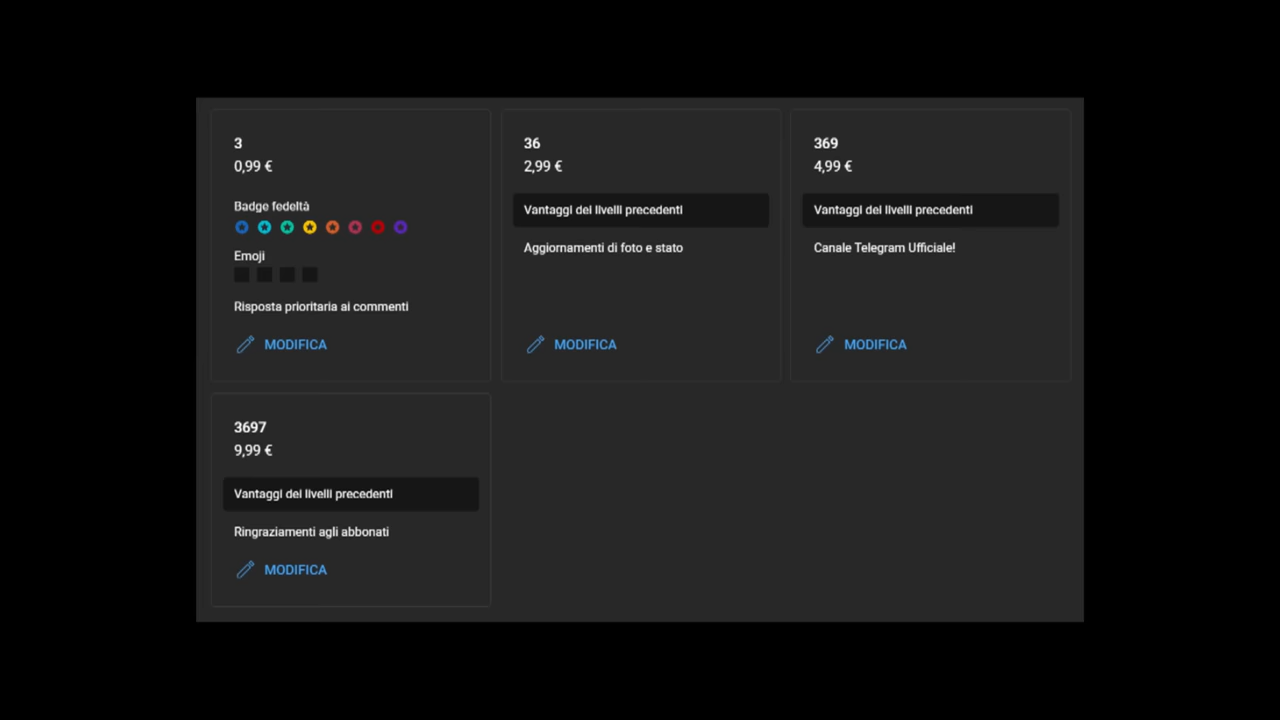 3
0,99 €
Badge fedeltà
Emoji
Risposta prioritaria ai commenti
MODIFICA
36
2,99 €
Vantaggi dei livelli precedenti
Aggiornamenti di foto e stato
MODIFICA
369
4,99 €
Vantaggi dei livelli precedenti
Canale Telegram Ufficiale!
MODIFICA
3697
9,99 €
Vantaggi dei livelli precedenti
Ringraziamenti agli abbonati
MODIFICA